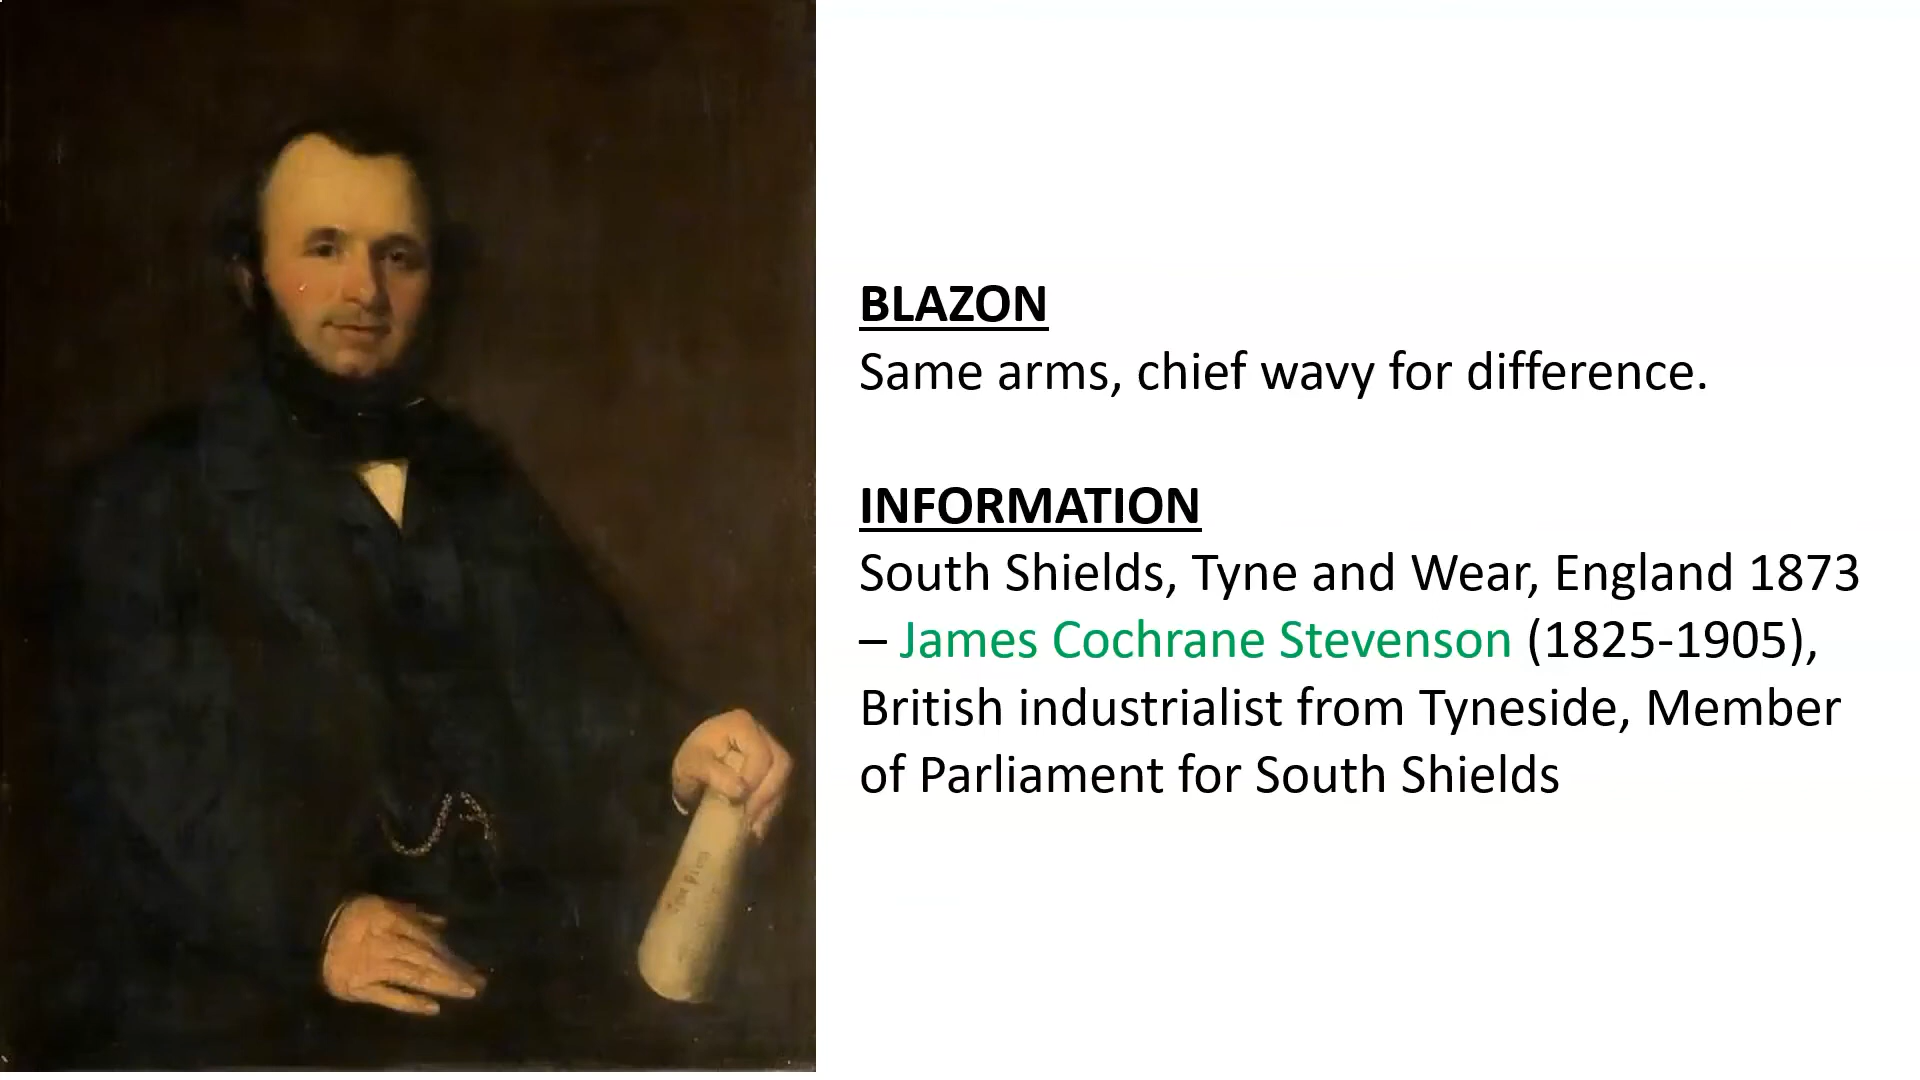 BLAZON
Same arms, chief wavy for difference.
INFORMATION
South Shields, Tyne and Wear, England 1873
– James Cochrane Stevenson (1825-1905),
British industrialist from Tyneside, Member
of Parliament for South Shields